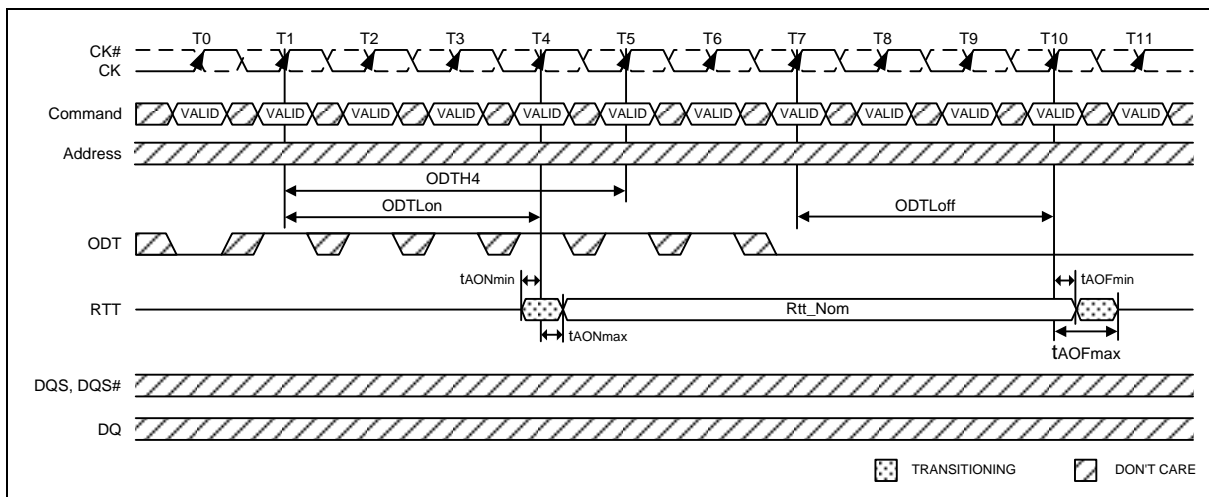 T0 T1 T2 T3 T4 T5 T6 T7 T8 T9 T10 T11
CK#
CK
Command VALID VALID VALID VALID VALID VALID VALID VALID VALID VALID VALID VALID
Address
ODTH4
ODTLon ODTLoff
ODT
tAONmin tAOFmin
RTT Rtt_Nom
tAONmax
tAOFmax
DQS, DQS#
DQ
TRANSITIONING DON'T CARE